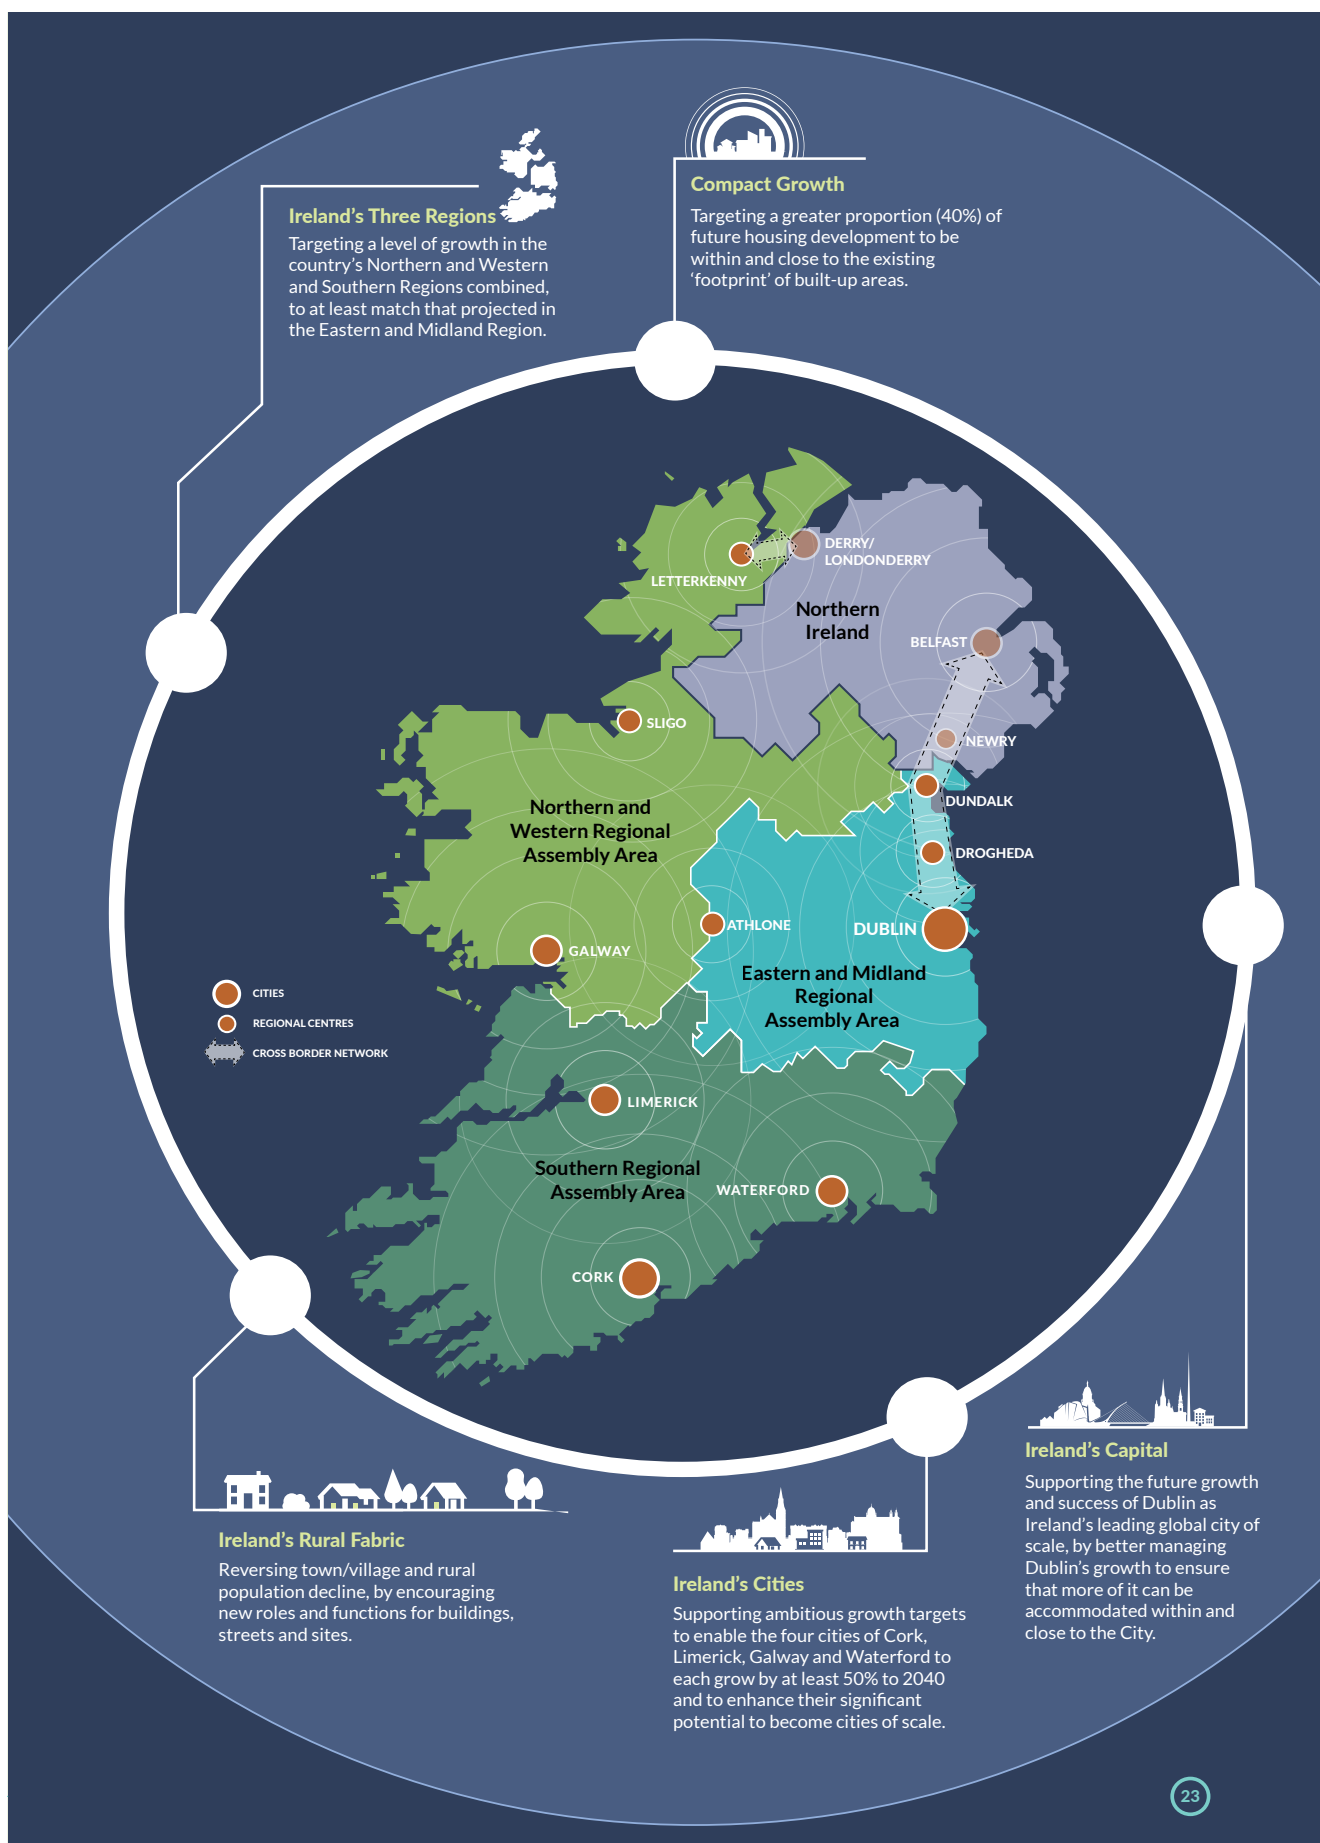 Compact Growth
Targeting a greater proportion (40%) of
future housing development to be
within and close to the existing
‘footprint’ of built-up areas.
Ireland’s Three Regions
Targeting a level of growth in the
country’s Northern and Western
and Southern Regions combined,
to at least match that projected in
the Eastern and Midland Region.
DERRY/
LONDONDERRY
LETTERKENNY
Northern
Ireland
BELFAST
SLIGO
NEWRY
DUNDALK
Northern and
Western Regional
Assembly Area
DROGHEDA
ATHLONE
DUBLIN
GALWAY
Eastern and Midland
Regional
Assembly Area
CITIES
REGIONAL CENTRES
CROSS BORDER NETWORK
LIMERICK
Southern Regional
Assembly Area
WATERFORD
CORK
Ireland’s Capital
Supporting the future growth
and success of Dublin as
Ireland’s leading global city of
scale, by better managing
Dublin’s growth to ensure
that more of it can be
accommodated within and
close to the City.
Ireland’s Rural Fabric
Reversing town/village and rural
population decline, by encouraging
new roles and functions for buildings,
streets and sites.
Ireland’s Cities
Supporting ambitious growth targets
to enable the four cities of Cork,
Limerick, Galway and Waterford to
each grow by at least 50% to 2040
and to enhance their significant
potential to become cities of scale.
23